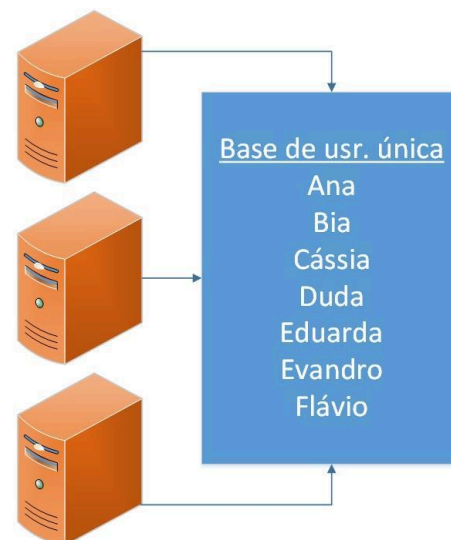 Base de usr. única
Ana
Bia
Cássia
Duda
Eduarda
Evandro
Flávio